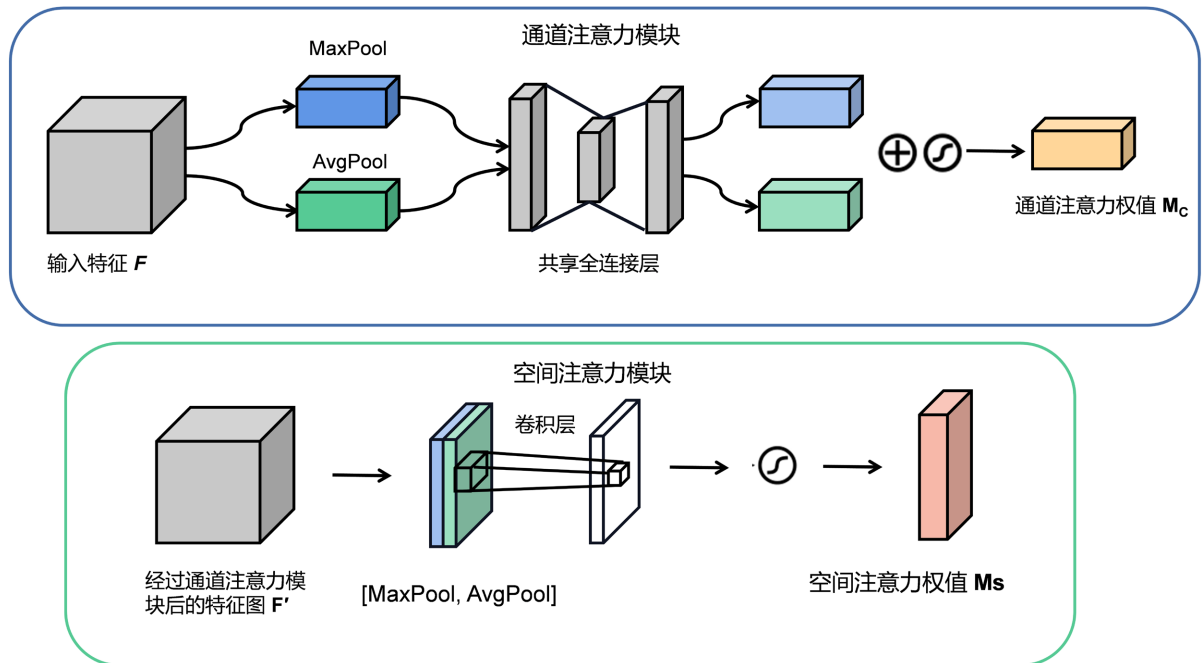 通道注意力模块
MaxPool
AvgPool
输入特征 F
共享全连接层
通道注意力权值 Mc
空间注意力模块
卷积层
经过通道注意力模
块后的特征图 F′
[MaxPool, AvgPool]
空间注意力权值 Ms